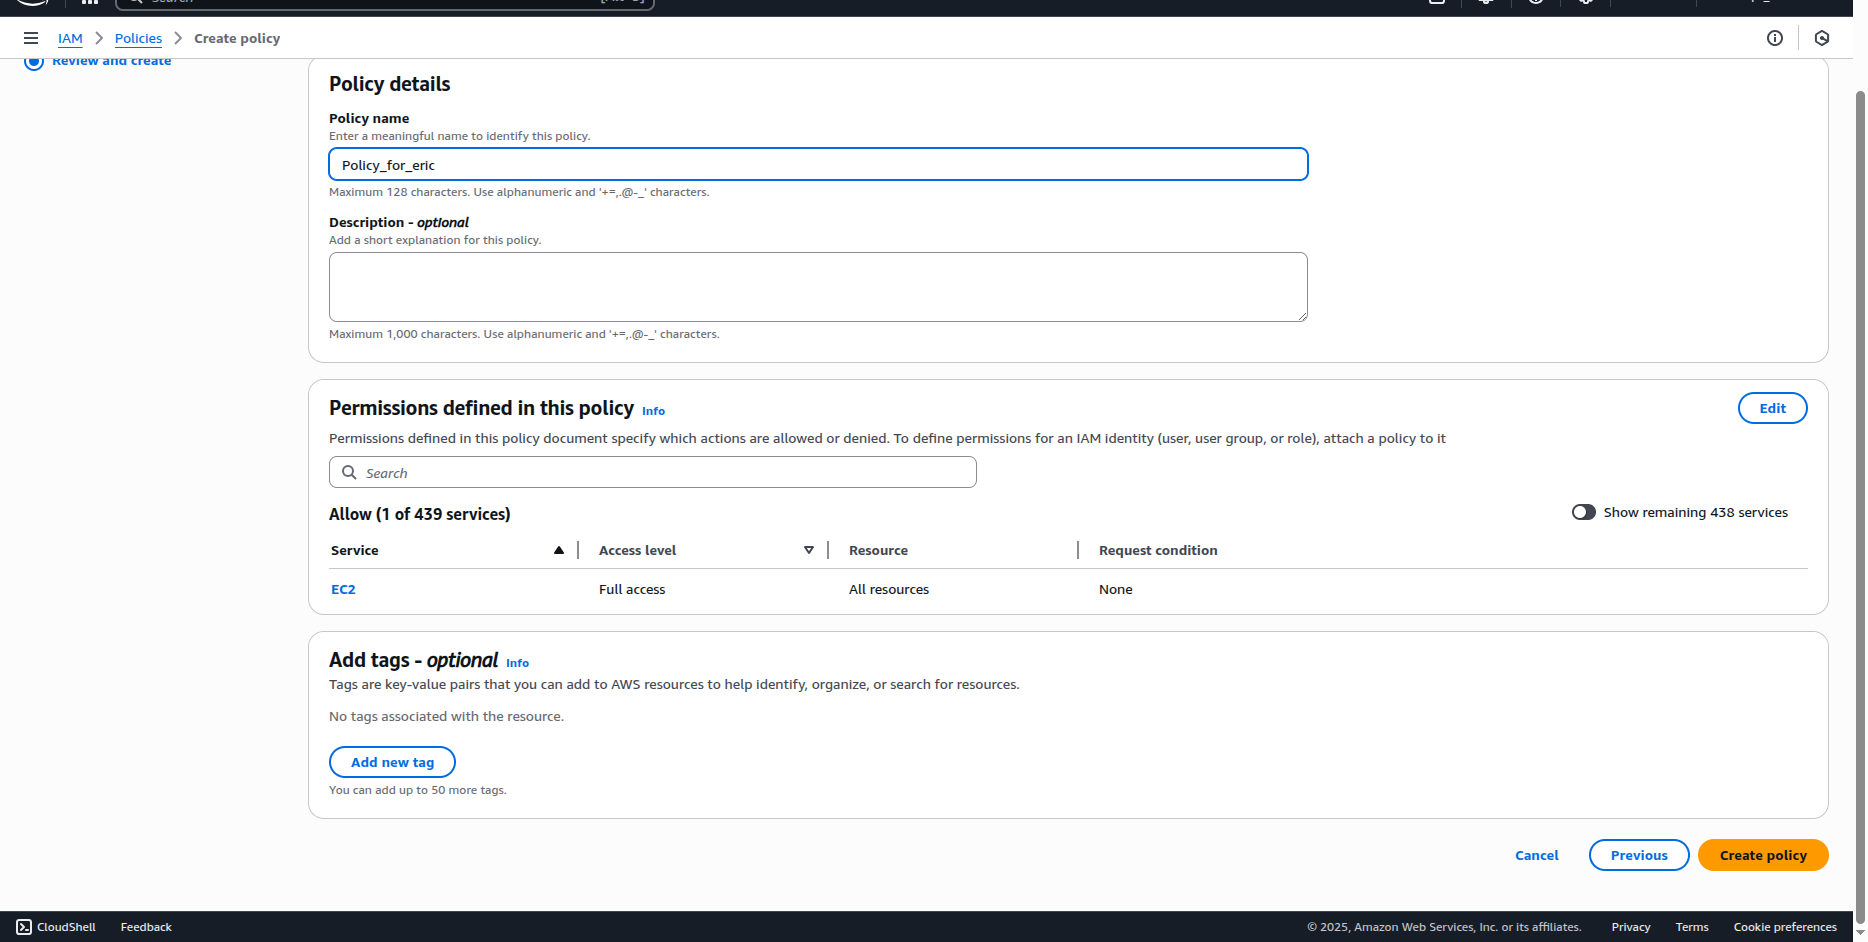 IAM > Policies > Create policy
Review and create
Policy details
Policy name
Enter a meaningful name to identify this policy.
Policy_for_eric
Maximum 128 characters. Use alphanumeric and '+=,.@-_' characters.
Description - optional
Add a short explanation for this policy.
Maximum 1,000 characters. Use alphanumeric and '+=,.@-_' characters.
Permissions defined in this policy Info
Edit
Permissions defined in this policy document specify which actions are allowed or denied. To define permissions for an IAM identity (user, user group, or role), attach a policy to it
Search
Allow (1 of 439 services)
Show remaining 438 services
Service Access level Resource Request condition
EC2 Full access All resources None
Add tags - optional Info
Tags are key-value pairs that you can add to AWS resources to help identify, organize, or search for resources.
No tags associated with the resource.
Add new tag
You can add up to 50 more tags.
Cancel Previous Create policy
CloudShell Feedback © 2025, Amazon Web Services, Inc. or its affiliates. Privacy Terms Cookie preferences